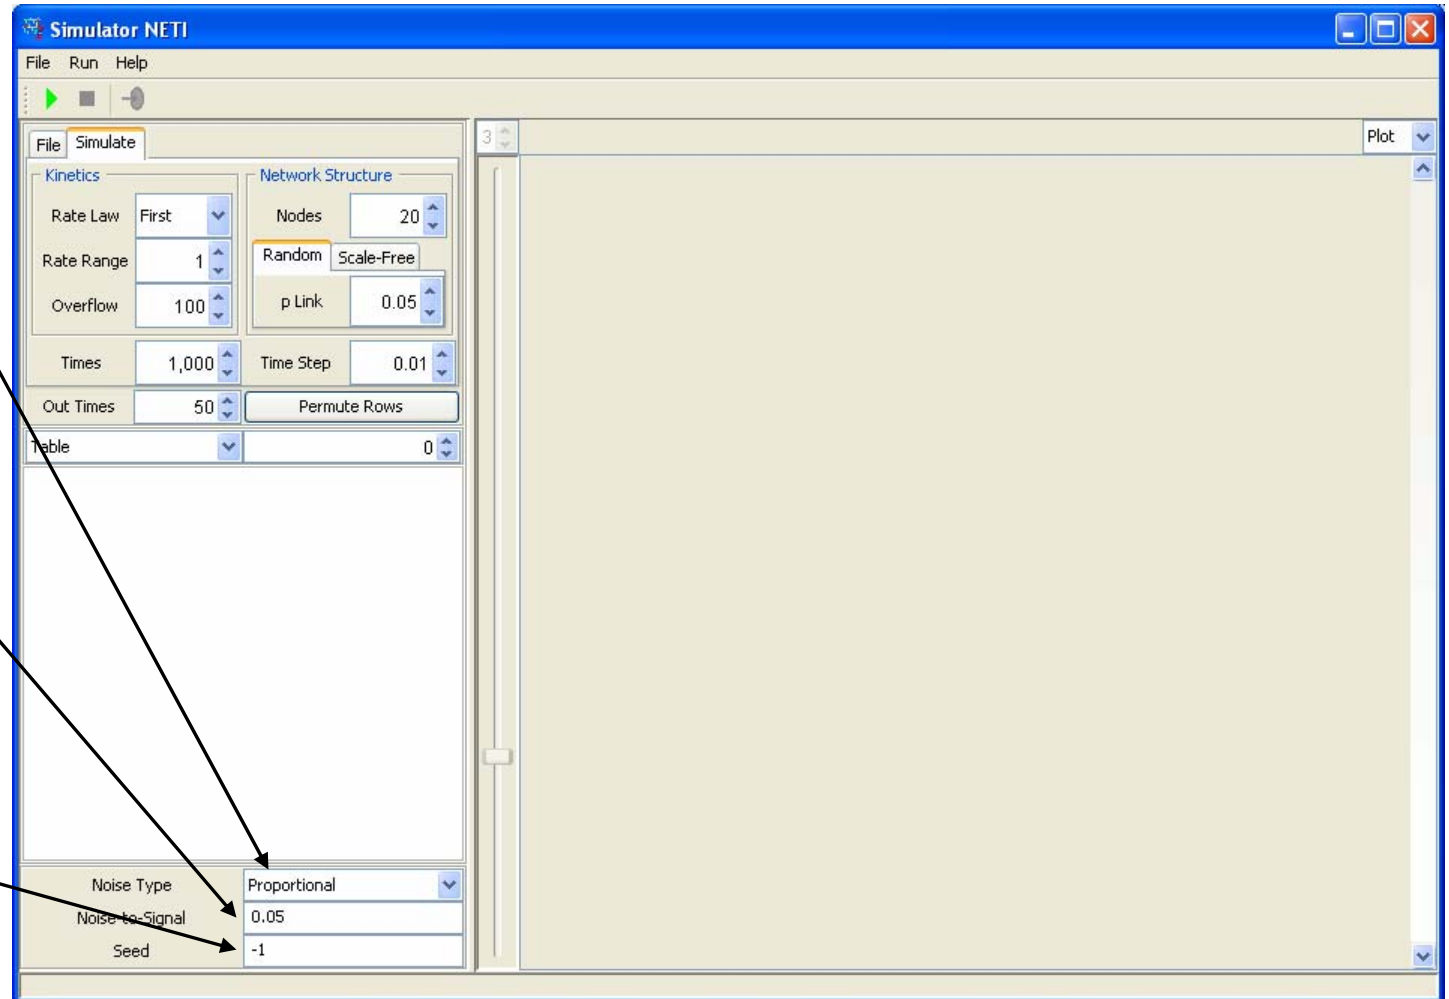 Simulator NETI
File Run Help
File Simulate
3
Plot
Kinetics
Network Structure
Rate Law First
Nodes 20
Rate Range 1
Random Scale-Free
Overflow 100
p Link 0.05
Times 1,000
Time Step 0.01
Out Times 50
Permute Rows
Table 0
Noise Type Proportional
Noise-to-Signal 0.05
Seed -1